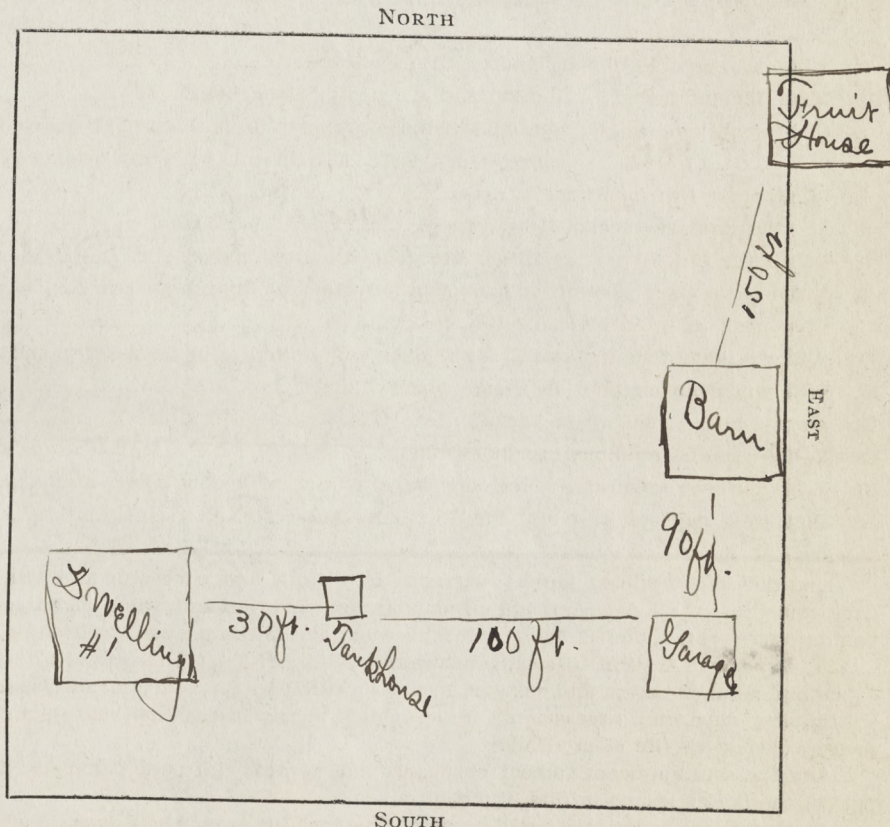 NORTH
Fruit
House
150 ft.
Barn
EAST
90 ft.
Dwelling
#1
30 ft.
Tankhouse
100 ft.
Garage
SOUTH